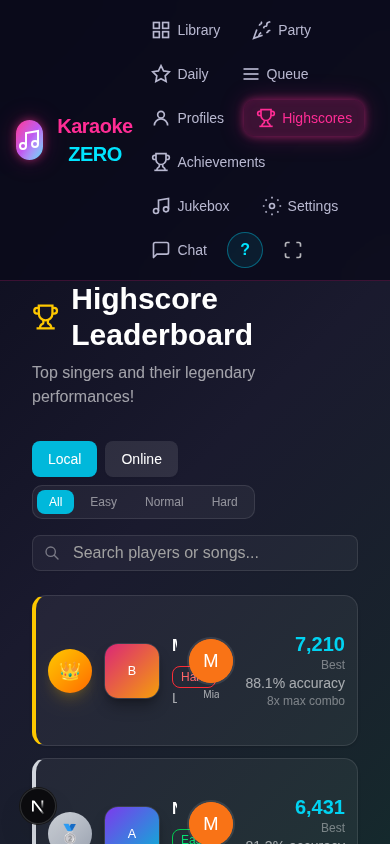 Karaoke
ZERO
Library
Party
Daily
Queue
Profiles
Highscores
Achievements
Jukebox
Settings
Chat
?
Highscore
Leaderboard
Top singers and their legendary
performances!
Local
Online
All
Easy
Normal
Hard
Search players or songs...
B
M
Mia
7,210
Best
88.1% accuracy
8x max combo
N
A
M
6,431
Best